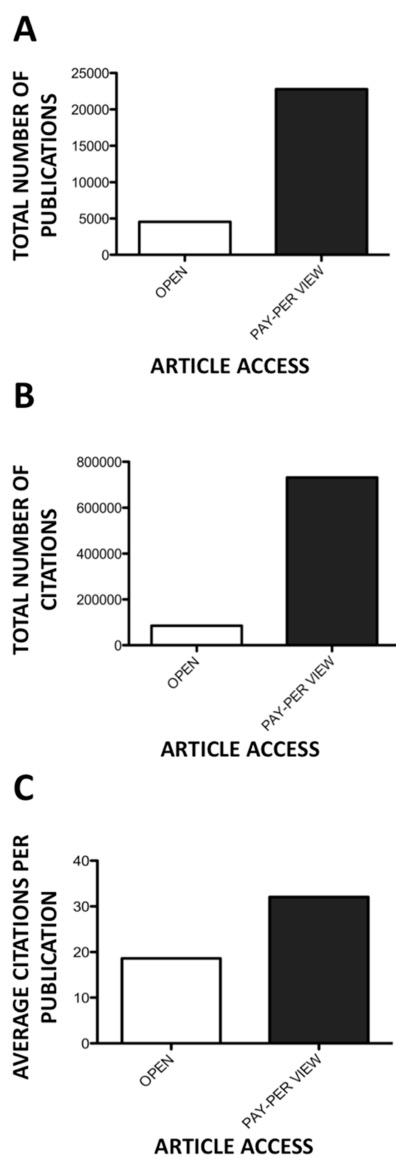 A
TOTAL NUMBER OF
PUBLICATIONS
25000
20000
15000
10000
5000
0
OPEN
PAY-PER VIEW
ARTICLE ACCESS
B
TOTAL NUMBER OF
CITATIONS
800000
600000
400000
200000
0
OPEN
PAY-PER VIEW
ARTICLE ACCESS
C
AVERAGE CITATIONS PER
PUBLICATION
40
30
20
10
0
OPEN
PAY-PER VIEW
ARTICLE ACCESS